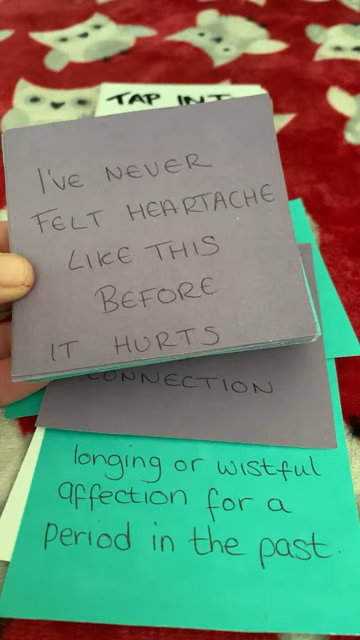 TAP INT
I'VE NEVER
FELT HEARTACHE
LIKE THIS
BEFORE
IT HURTS
CONNECTION
longing or wistful
affection for a
period in the past.